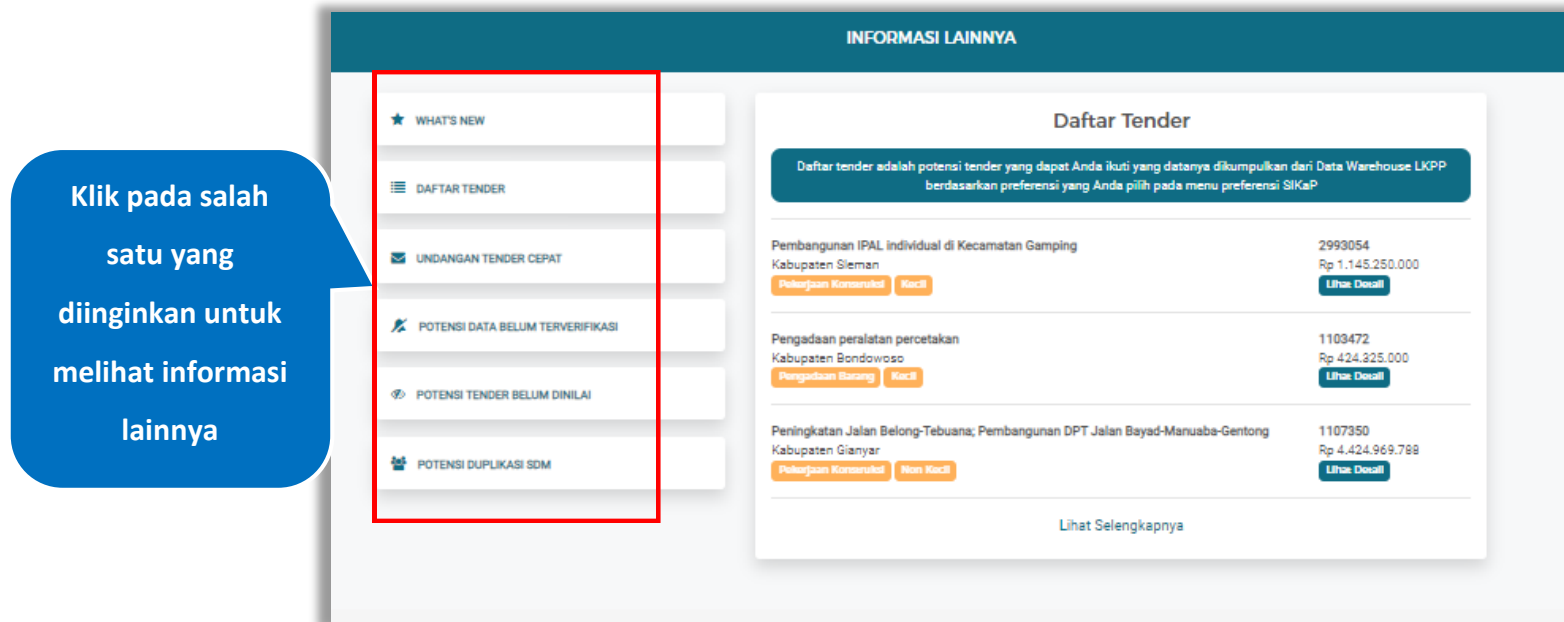 INFORMASI LAINNYA
Klik pada salah
satu yang
diinginkan untuk
melihat informasi
lainnya
WHAT'S NEW
DAFTAR TENDER
UNDANGAN TENDER CEPAT
POTENSI DATA BELUM TERVERIFIKASI
POTENSI TENDER BELUM DINILAI
POTENSI DUPLIKASI SDM
Daftar Tender
Daftar tender adalah potensi tender yang dapat Anda ikuti yang datanya dikumpulkan dari Data Warehouse LKPP
berdasarkan preferensi yang Anda pilih pada menu preferensi SIKaP
Pembangunan IPAL individual di Kecamatan Gamping 2993054
Kabupaten Sleman Rp 1.145.250.000
Pekerjaan Konstruksi Kecil Lihat Detail
Pengadaan peralatan percetakan 1103472
Kabupaten Bondowoso Rp 424.325.000
Pengadaan Barang Kecil Lihat Detail
Peningkatan Jalan Belong-Tebuana; Pembangunan DPT Jalan Bayad-Manuaba-Gentong 1107350
Kabupaten Gianyar Rp 4.424.969.788
Pekerjaan Konstruksi Non Kecil Lihat Detail
Lihat Selengkapnya